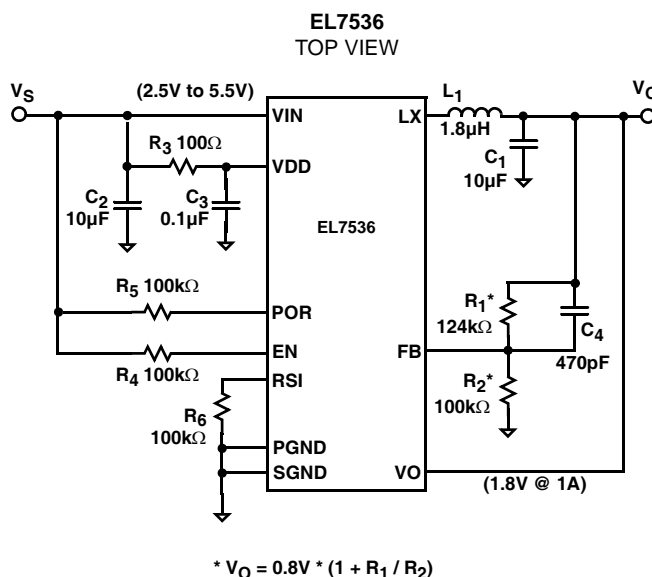 EL7536
TOP VIEW
VS
(2.5V to 5.5V)
VIN
LX
L1
1.8µH
VO
R3 100Ω
VDD
C1
10µF
C2
10µF
C3
0.1µF
EL7536
R5 100kΩ
POR
R1*
124kΩ
C4
470pF
EN
FB
R4 100kΩ
RSI
R2*
100kΩ
R6
100kΩ
PGND
SGND
VO
(1.8V @ 1A)
* VO = 0.8V * (1 + R1 / R2)